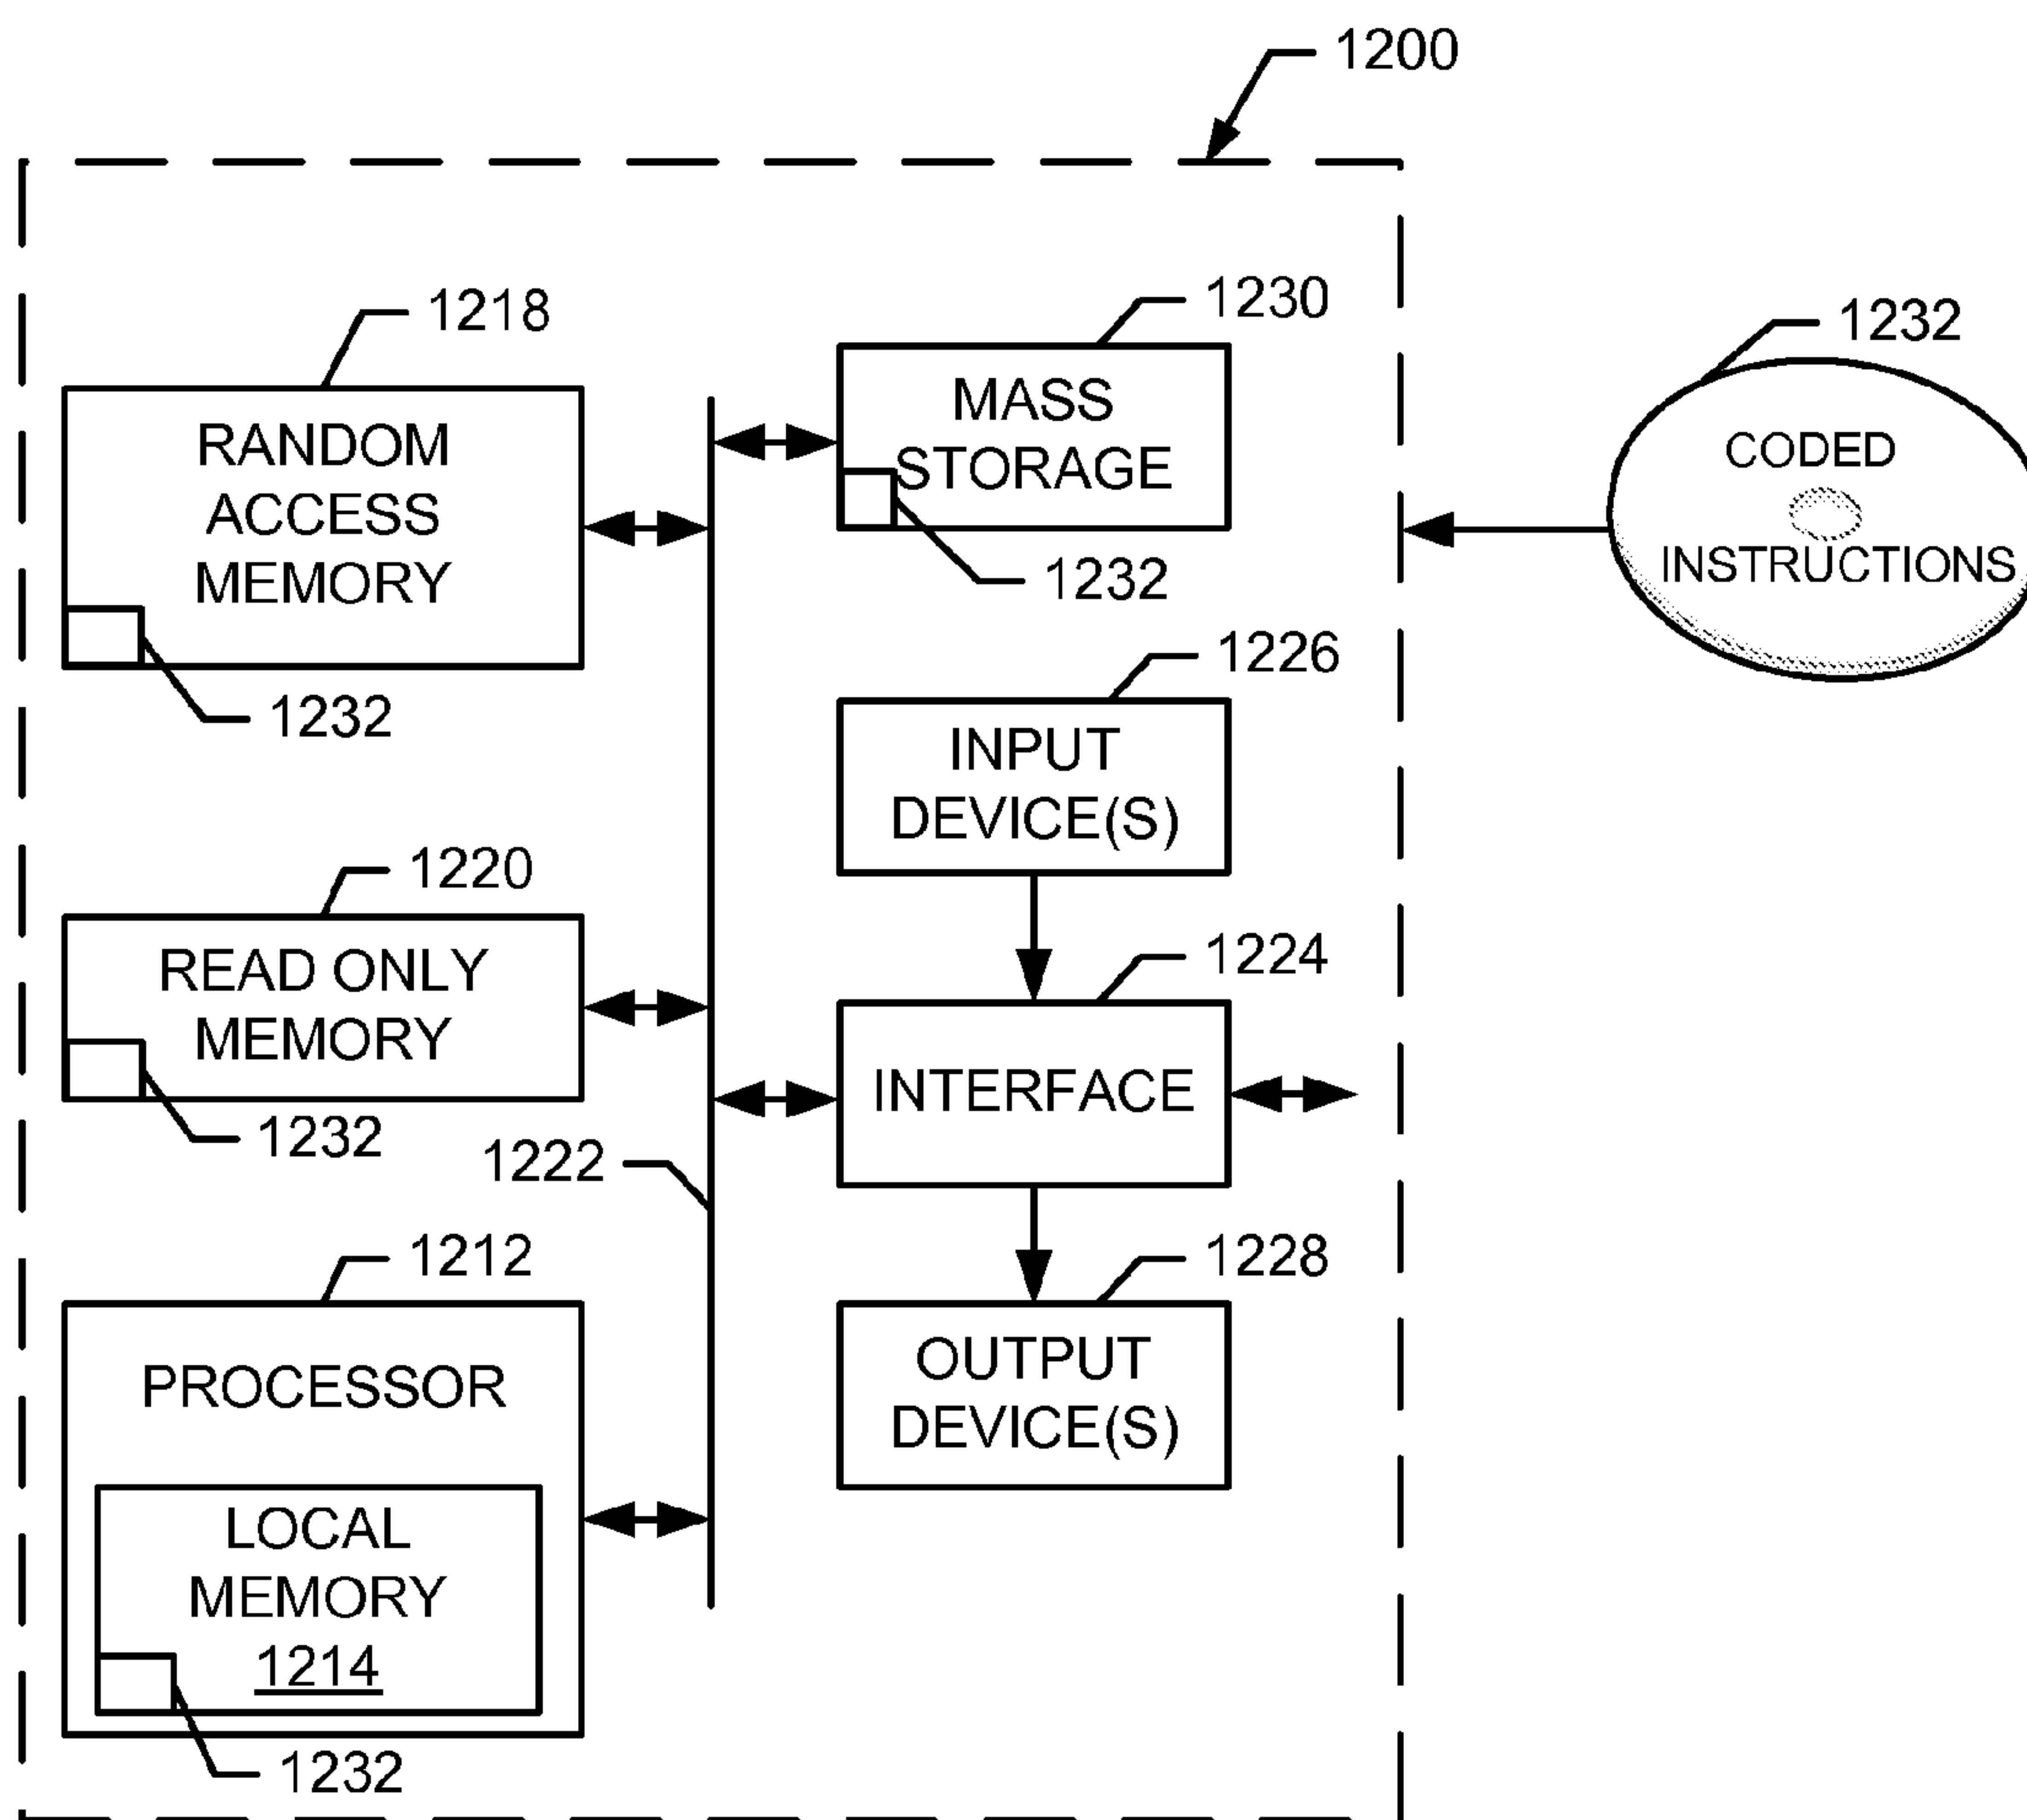 1200
1218
RANDOM
ACCESS
MEMORY
1232
1230
MASS
STORAGE
1232
1232
CODED
INSTRUCTIONS
1226
INPUT
DEVICE(S)
1220
READ ONLY
MEMORY
1232
1222
1224
INTERFACE
1212
PROCESSOR
LOCAL
MEMORY
1214
1232
1228
OUTPUT
DEVICE(S)